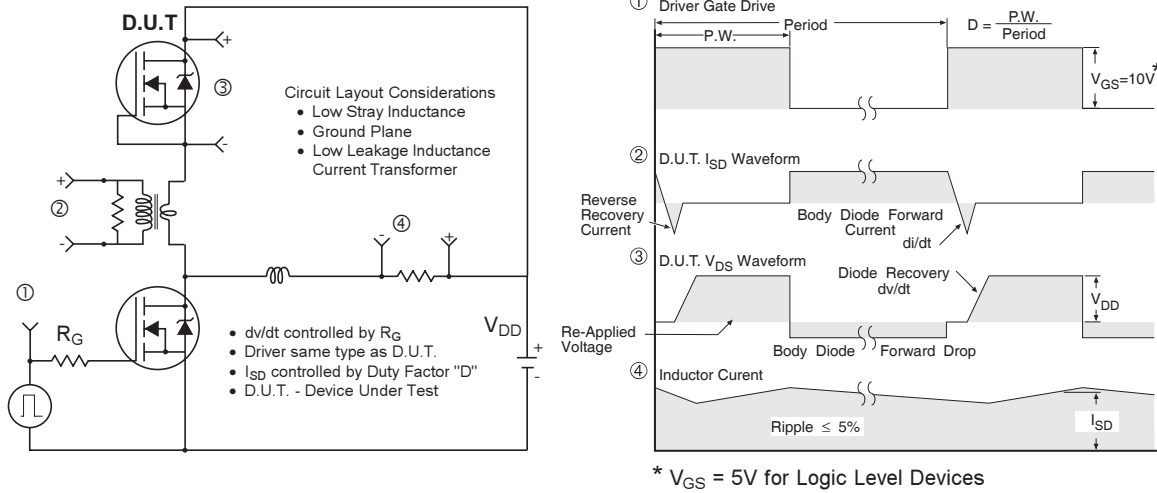 D.U.T
+
③
-
Circuit Layout Considerations
• Low Stray Inductance
• Ground Plane
• Low Leakage Inductance
Current Transformer
+
②
-
④
-
+
①
R_G
• dv/dt controlled by R_G
• Driver same type as D.U.T.
• I_SD controlled by Duty Factor "D"
• D.U.T. - Device Under Test
V_DD
+
-
① Driver Gate Drive
Period
P.W.
D = P.W. / Period
V_GS=10V *
② D.U.T. I_SD Waveform
Reverse
Recovery
Current
Body Diode Forward
Current
di/dt
③ D.U.T. V_DS Waveform
Diode Recovery
dv/dt
V_DD
Re-Applied
Voltage
Body Diode Forward Drop
④ Inductor Curent
Ripple ≤ 5%
I_SD
* V_GS = 5V for Logic Level Devices